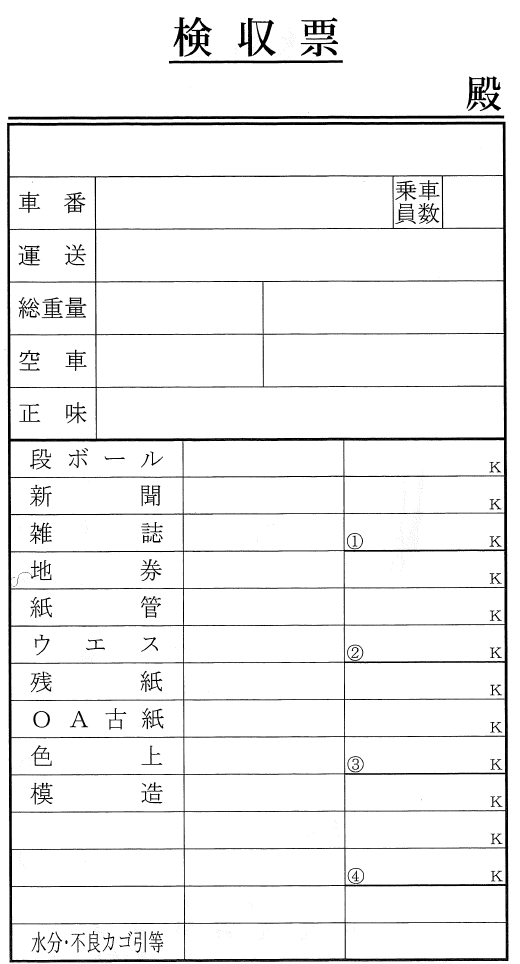 検収票
殿
車番 乗車員数
運送
総重量
空車
正味
段ボール K
新聞 K
雑誌 ① K
地券 K
紙管 K
ウエス ② K
残紙 K
OA古紙 K
色上 ③ K
模造 K
K
④ K
水分・不良カゴ引等